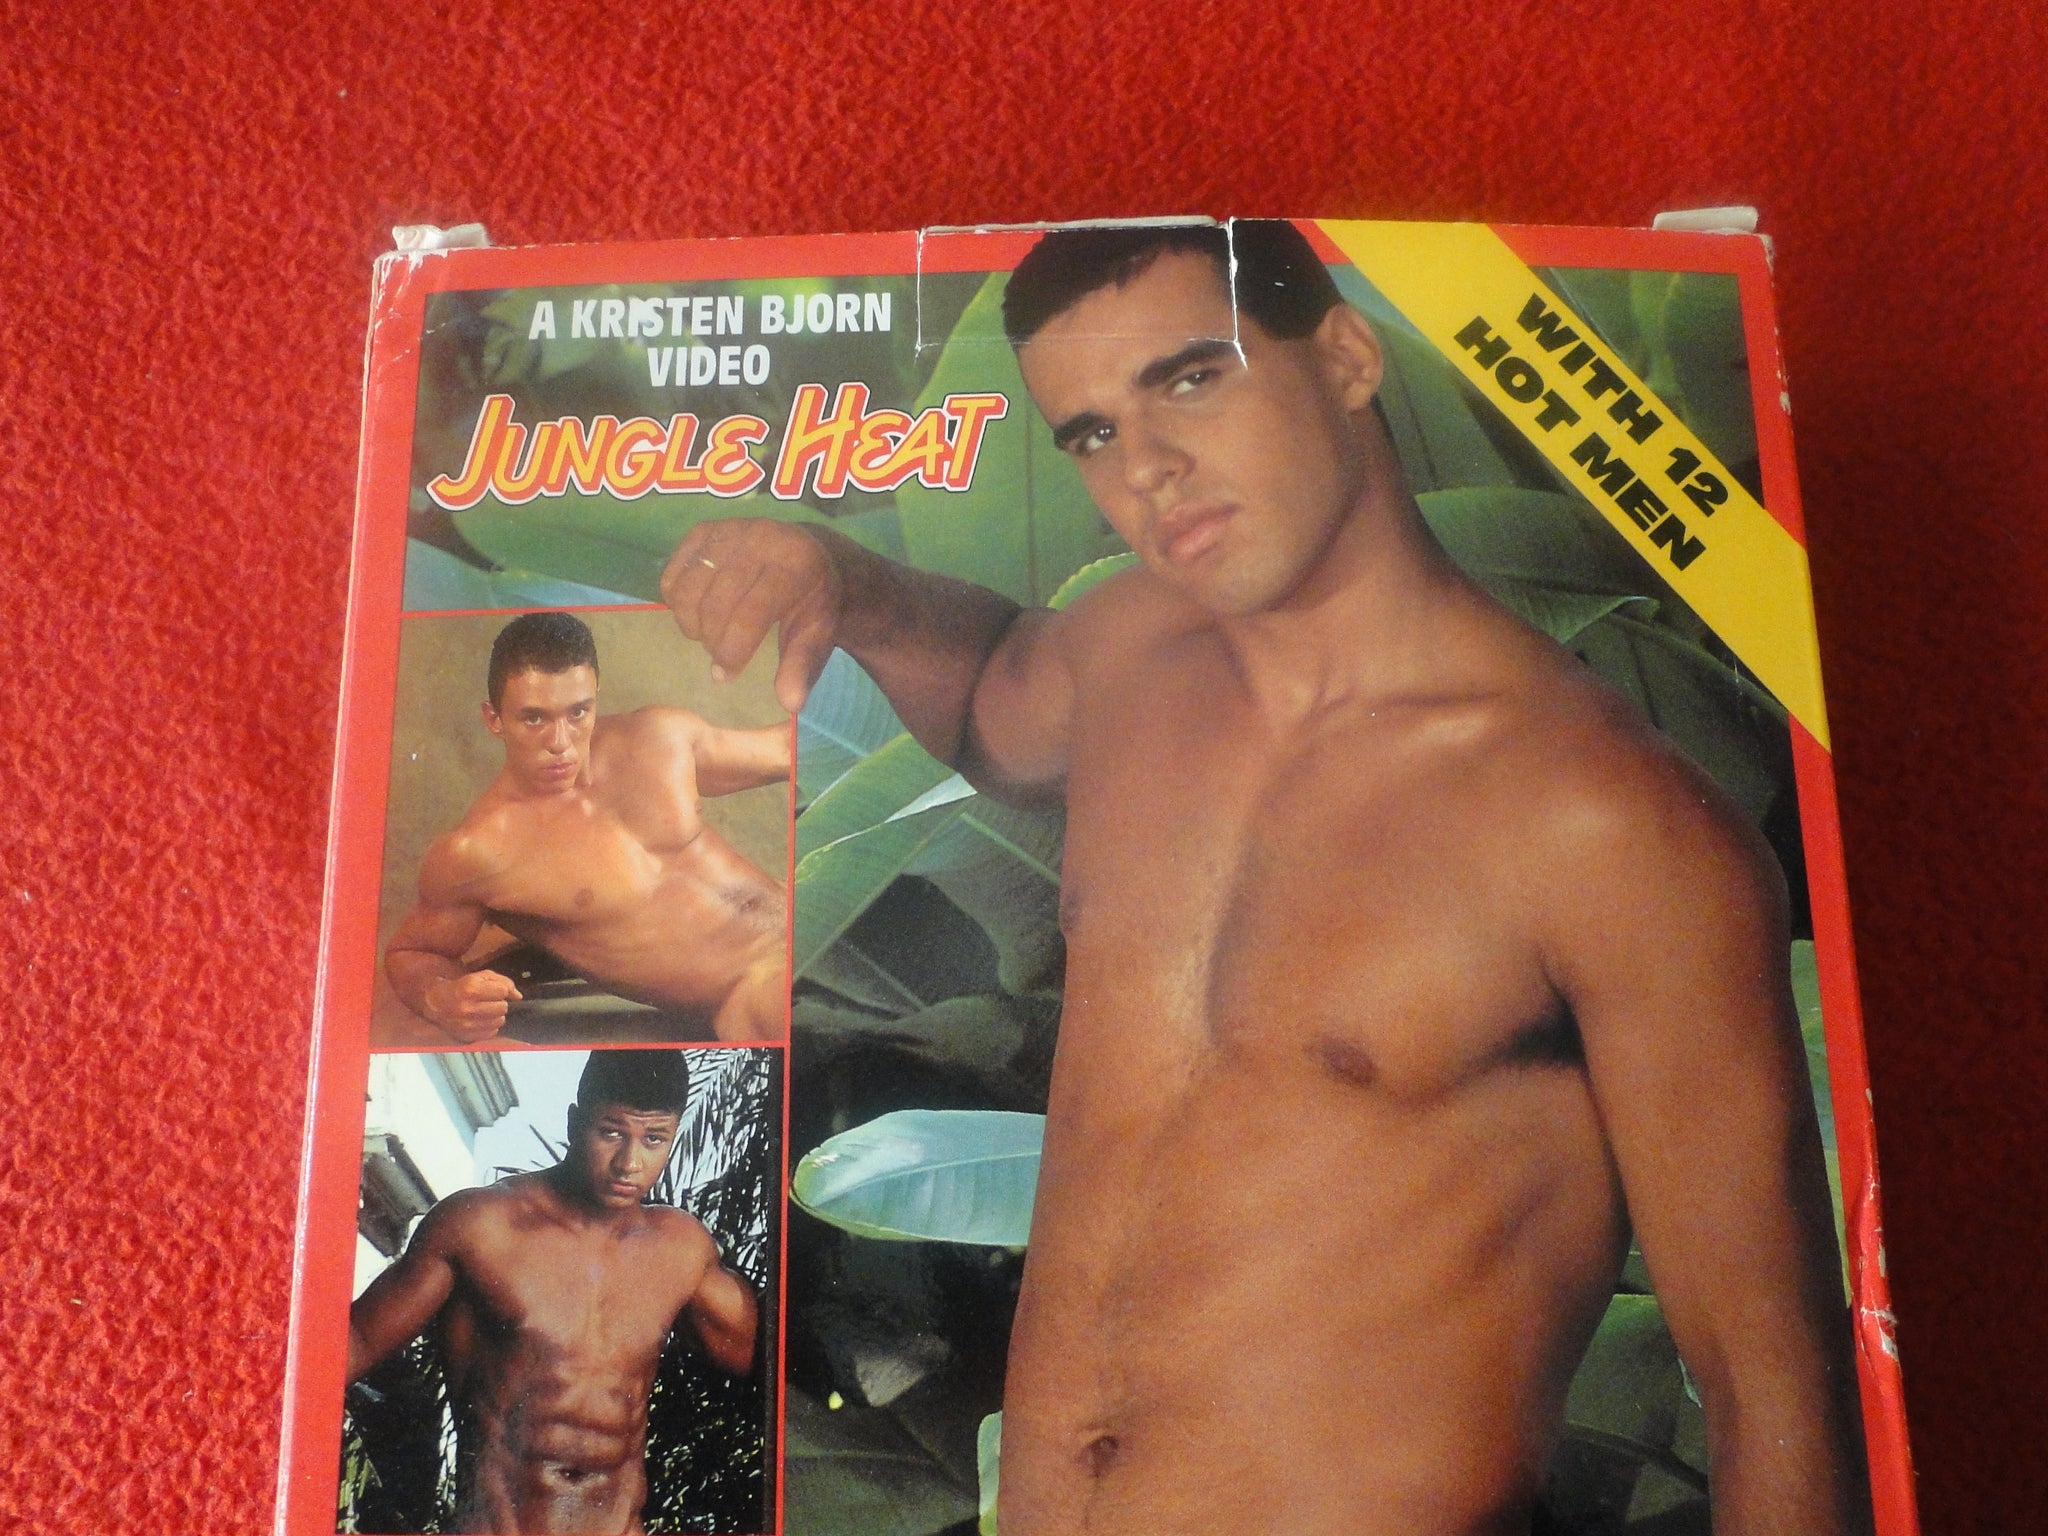 A KRISTEN BJORN
VIDEO
JUNGLE HEAT
WITH 12
HOT MEN